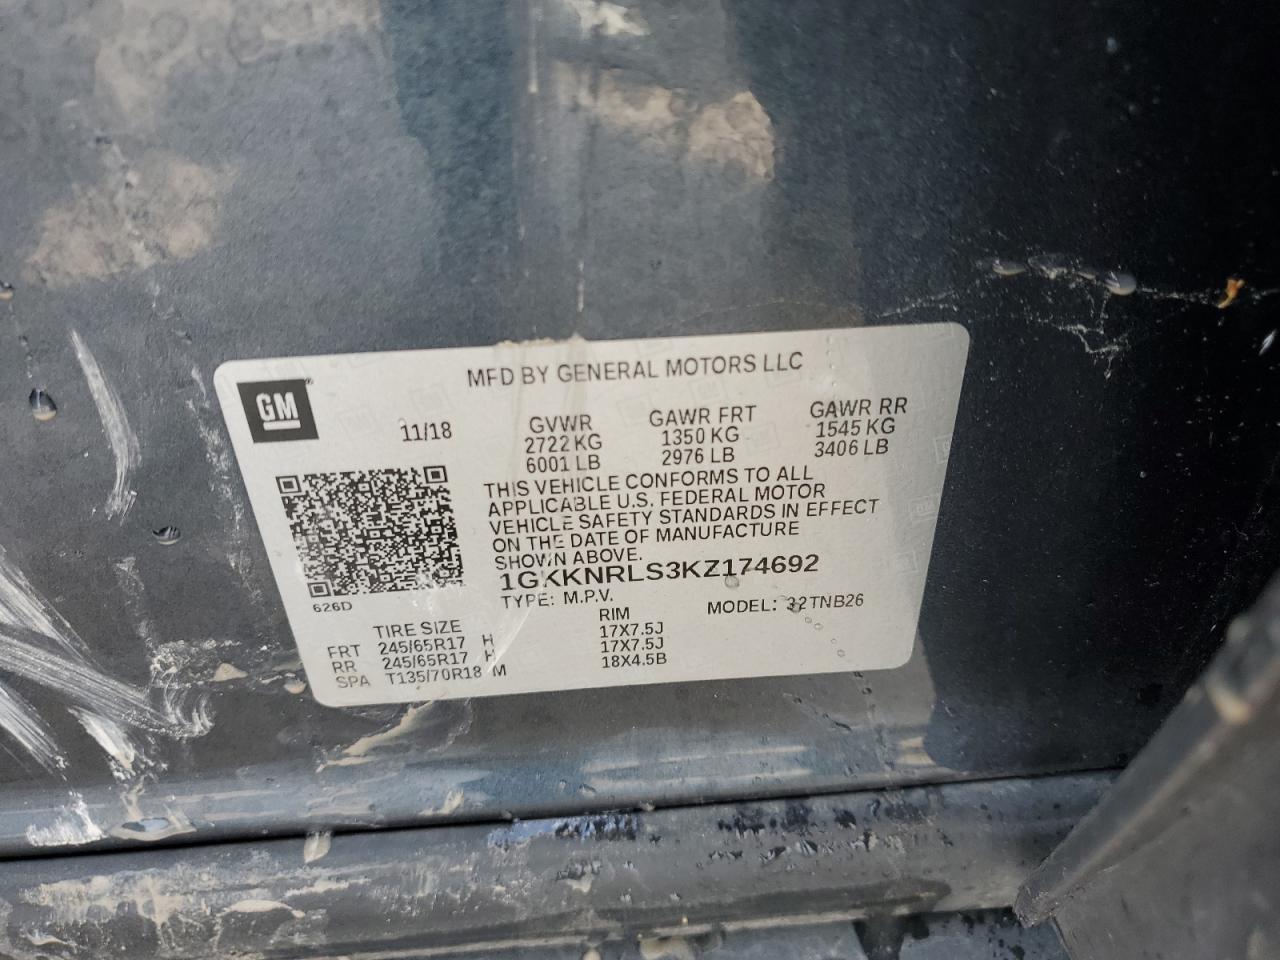 MFD BY GENERAL MOTORS LLC
GM
11/18
GVWR GAWR FRT GAWR RR
2722 KG 1350 KG 1545 KG
6001 LB 2976 LB 3406 LB
THIS VEHICLE CONFORMS TO ALL
APPLICABLE U.S. FEDERAL MOTOR
VEHICLE SAFETY STANDARDS IN EFFECT
ON THE DATE OF MANUFACTURE
SHOWN ABOVE.
1GKKNRLS3KZ174692
626D
TYPE: M.P.V. MODEL: 32TNB26
TIRE SIZE RIM
FRT 245/65R17 H 17X7.5J
RR 245/65R17 H 17X7.5J
SPA T135/70R18 M 18X4.5B